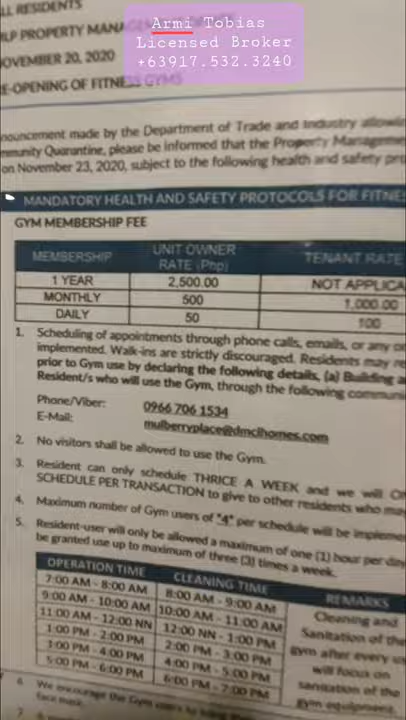 LL RESIDENTS
Armi Tobias
Licensed Broker
+63917.532.3240
PROPERTY
NOVEMBER 20, 2020
E-OPENING OF FITNESS GYMS
nouncement made by the Department of Trade and Industry allowin
mmunity Quarantine, please be informed that the Property Manageme
on November 23, 2020, subject to the following health and safety pro
MANDATORY HEALTH AND SAFETY PROTOCOLS FOR FITNE
GYM MEMBERSHIP FEE
MEMBERSHIP UNIT OWNER RATE (Php) TENANT RATE
1 YEAR 2,500.00 NOT APPLICA
MONTHLY 500 1,000.00
DAILY 50 100
1. Scheduling of appointments through phone calls, emails, or any
implemented. Walk-ins are strictly discouraged. Residents may re
prior to Gym use by declaring the following details, (a) Building a
Resident/s who will use the Gym, through the following communi
Phone/Viber: 0966 706 1534
E-Mail: mulberryplace@dmcihomes.com
2. No visitors shall be allowed to use the Gym.
3. Resident can only schedule THRICE A WEEK and we will
SCHEDULE PER TRANSACTION to give to other residents who may
4. Maximum number of Gym users of "4" per schedule will be impleme
5. Resident-user will only be allowed a maximum of one (1) hour per day
be granted use up to maximum of three (3) times a week.
OPERATION TIME CLEANING TIME REMARKS
7:00 AM - 8:00 AM 8:00 AM - 9:00 AM Cleaning and
9:00 AM - 10:00 AM 10:00 AM - 11:00 AM Sanitation of the
11:00 AM - 12:00 NN 12:00 NN - 1:00 PM gym after every
1:00 PM - 2:00 PM 2:00 PM - 3:00 PM will focus on
3:00 PM - 4:00 PM 4:00 PM - 5:00 PM sanitation of the
5:00 PM - 6:00 PM 6:00 PM - 7:00 PM gym equipment.
6. We encourage the Gym users to
face mask.
7.